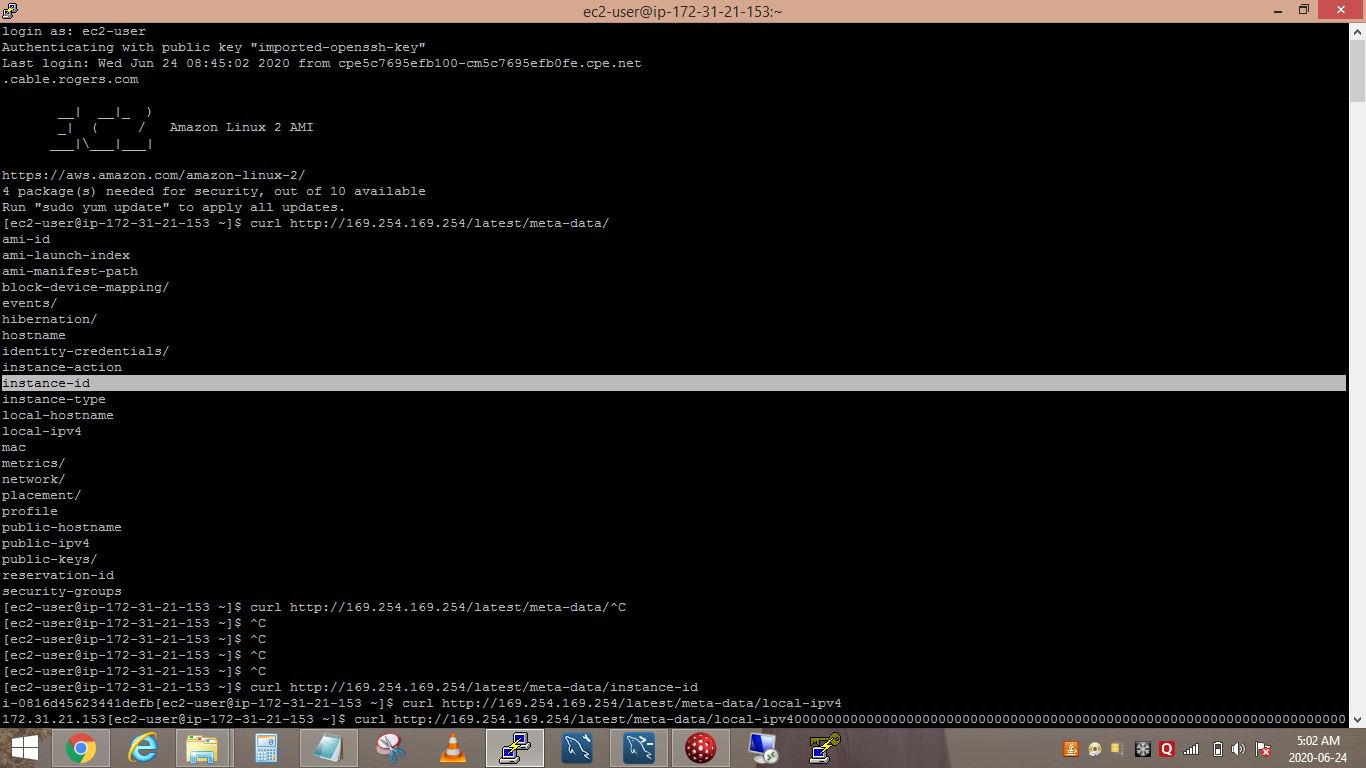 ec2-user@ip-172-31-21-153:~
login as: ec2-user
Authenticating with public key "imported-openssh-key"
Last login: Wed Jun 24 08:45:02 2020 from cpe5c7695efb100-cm5c7695efb0fe.cpe.net
.cable.rogers.com
       __|  __|_  )
       _|  (     /   Amazon Linux 2 AMI
      ___|\___|___|
https://aws.amazon.com/amazon-linux-2/
4 package(s) needed for security, out of 10 available
Run "sudo yum update" to apply all updates.
[ec2-user@ip-172-31-21-153 ~]$ curl http://169.254.169.254/latest/meta-data/
ami-id
ami-launch-index
ami-manifest-path
block-device-mapping/
events/
hibernation/
hostname
identity-credentials/
instance-action
instance-id
instance-type
local-hostname
local-ipv4
mac
metrics/
network/
placement/
profile
public-hostname
public-ipv4
public-keys/
reservation-id
security-groups
[ec2-user@ip-172-31-21-153 ~]$ curl http://169.254.169.254/latest/meta-data/^C
[ec2-user@ip-172-31-21-153 ~]$ ^C
[ec2-user@ip-172-31-21-153 ~]$ ^C
[ec2-user@ip-172-31-21-153 ~]$ ^C
[ec2-user@ip-172-31-21-153 ~]$ ^C
[ec2-user@ip-172-31-21-153 ~]$ curl http://169.254.169.254/latest/meta-data/instance-id
i-0816d45623441defb[ec2-user@ip-172-31-21-153 ~]$ curl http://169.254.169.254/latest/meta-data/local-ipv4
172.31.21.153[ec2-user@ip-172-31-21-153 ~]$ curl http://169.254.169.254/latest/meta-data/local-ipv4000000000000000000000000000000000000000000000000000000000000000000000
5:02 AM
2020-06-24